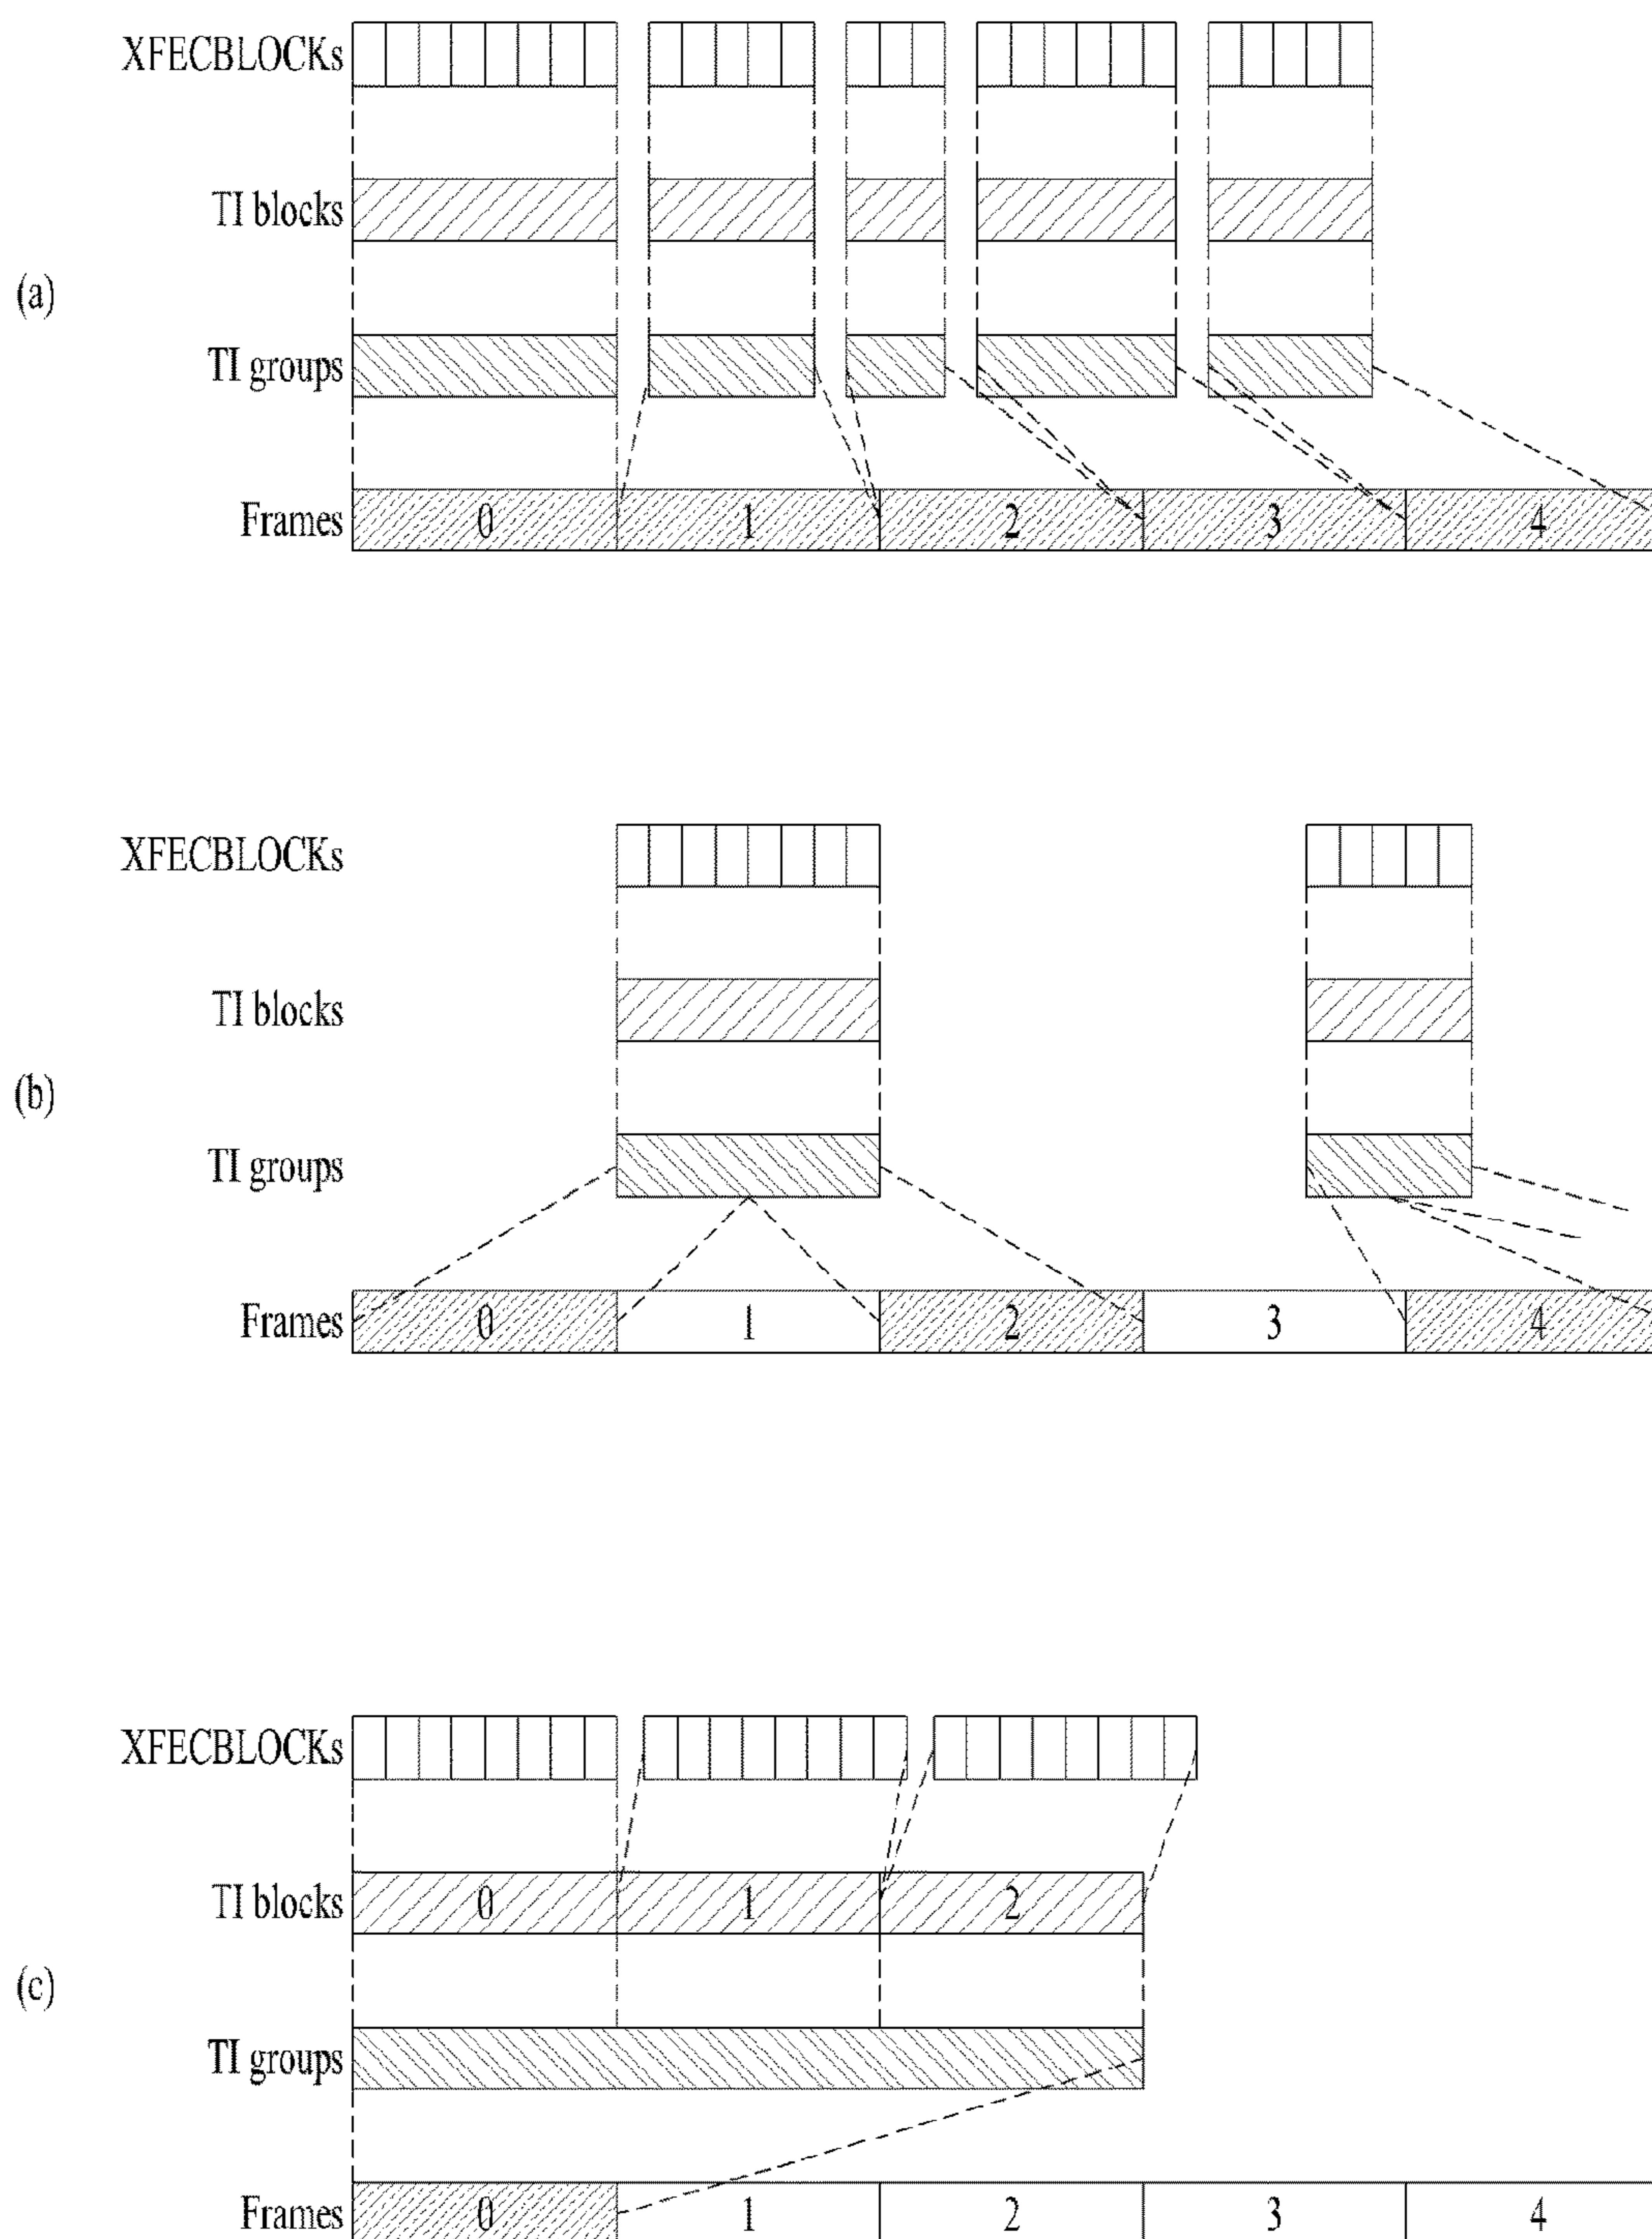 XFECBLOCKs
TI blocks
(a)
TI groups
Frames 0 1 2 3 4
XFECBLOCKs
TI blocks
(b)
TI groups
Frames 0 1 2 3 4
XFECBLOCKs
TI blocks 0 1 2
(c)
TI groups
Frames 0 1 2 3 4